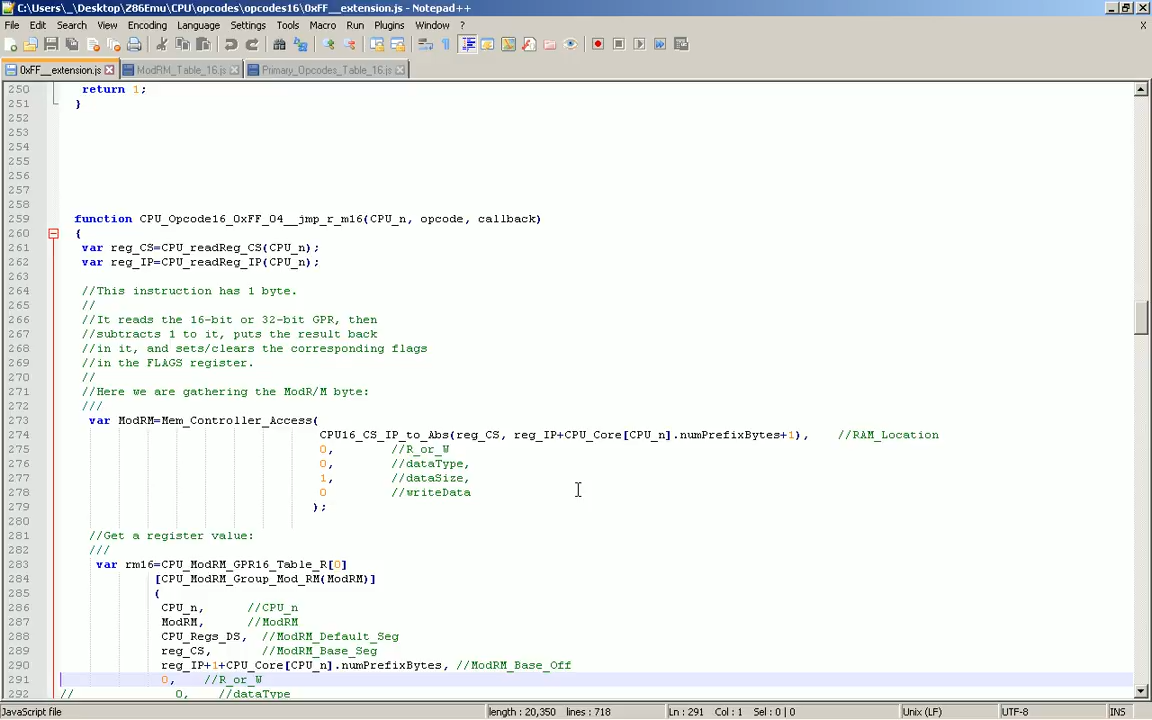 C:\Users\_\Desktop\286Emu\CPU\opcodes\opcodes16\0xFF__extension.js - Notepad++
File Edit Search View Encoding Language Settings Tools Macro Run Plugins Window ? X
0xFF__extension.js ModRM_Table_16.js Primary_Opcodes_Table_16.js
250 return 1;
251 }
252
253
254
255
256
257
258
259 function CPU_Opcode16_0xFF_04__jmp_r_m16(CPU_n, opcode, callback)
260 {
261 var reg_CS=CPU_readReg_CS(CPU_n);
262 var reg_IP=CPU_readReg_IP(CPU_n);
263
264 //This instruction has 1 byte.
265 //
266 //It reads the 16-bit or 32-bit GPR, then
267 //subtracts 1 to it, puts the result back
268 //in it, and sets/clears the corresponding flags
269 //in the FLAGS register.
270 //
271 //Here we are gathering the ModR/M byte:
272 ///
273 var ModRM=Mem_Controller_Access(
274 CPU16_CS_IP_to_Abs(reg_CS, reg_IP+CPU_Core[CPU_n].numPrefixBytes+1), //RAM_Location
275 0, //R_or_W
276 0, //dataType,
277 1, //dataSize,
278 0 //writeData
279 );
280
281 //Get a register value:
282 ///
283 var rm16=CPU_ModRM_GPR16_Table_R[0]
284 [CPU_ModRM_Group_Mod_RM(ModRM)]
285 (
286 CPU_n, //CPU_n
287 ModRM, //ModRM
288 CPU_Regs_DS, //ModRM_Default_Seg
289 reg_CS, //ModRM_Base_Seg
290 reg_IP+1+CPU_Core[CPU_n].numPrefixBytes, //ModRM_Base_Off
291 0, //R_or_W
292 // 0, //dataType
JavaScript file length : 20,350 lines : 718 Ln : 291 Col : 1 Sel : 0 | 0 Unix (LF) UTF-8 INS